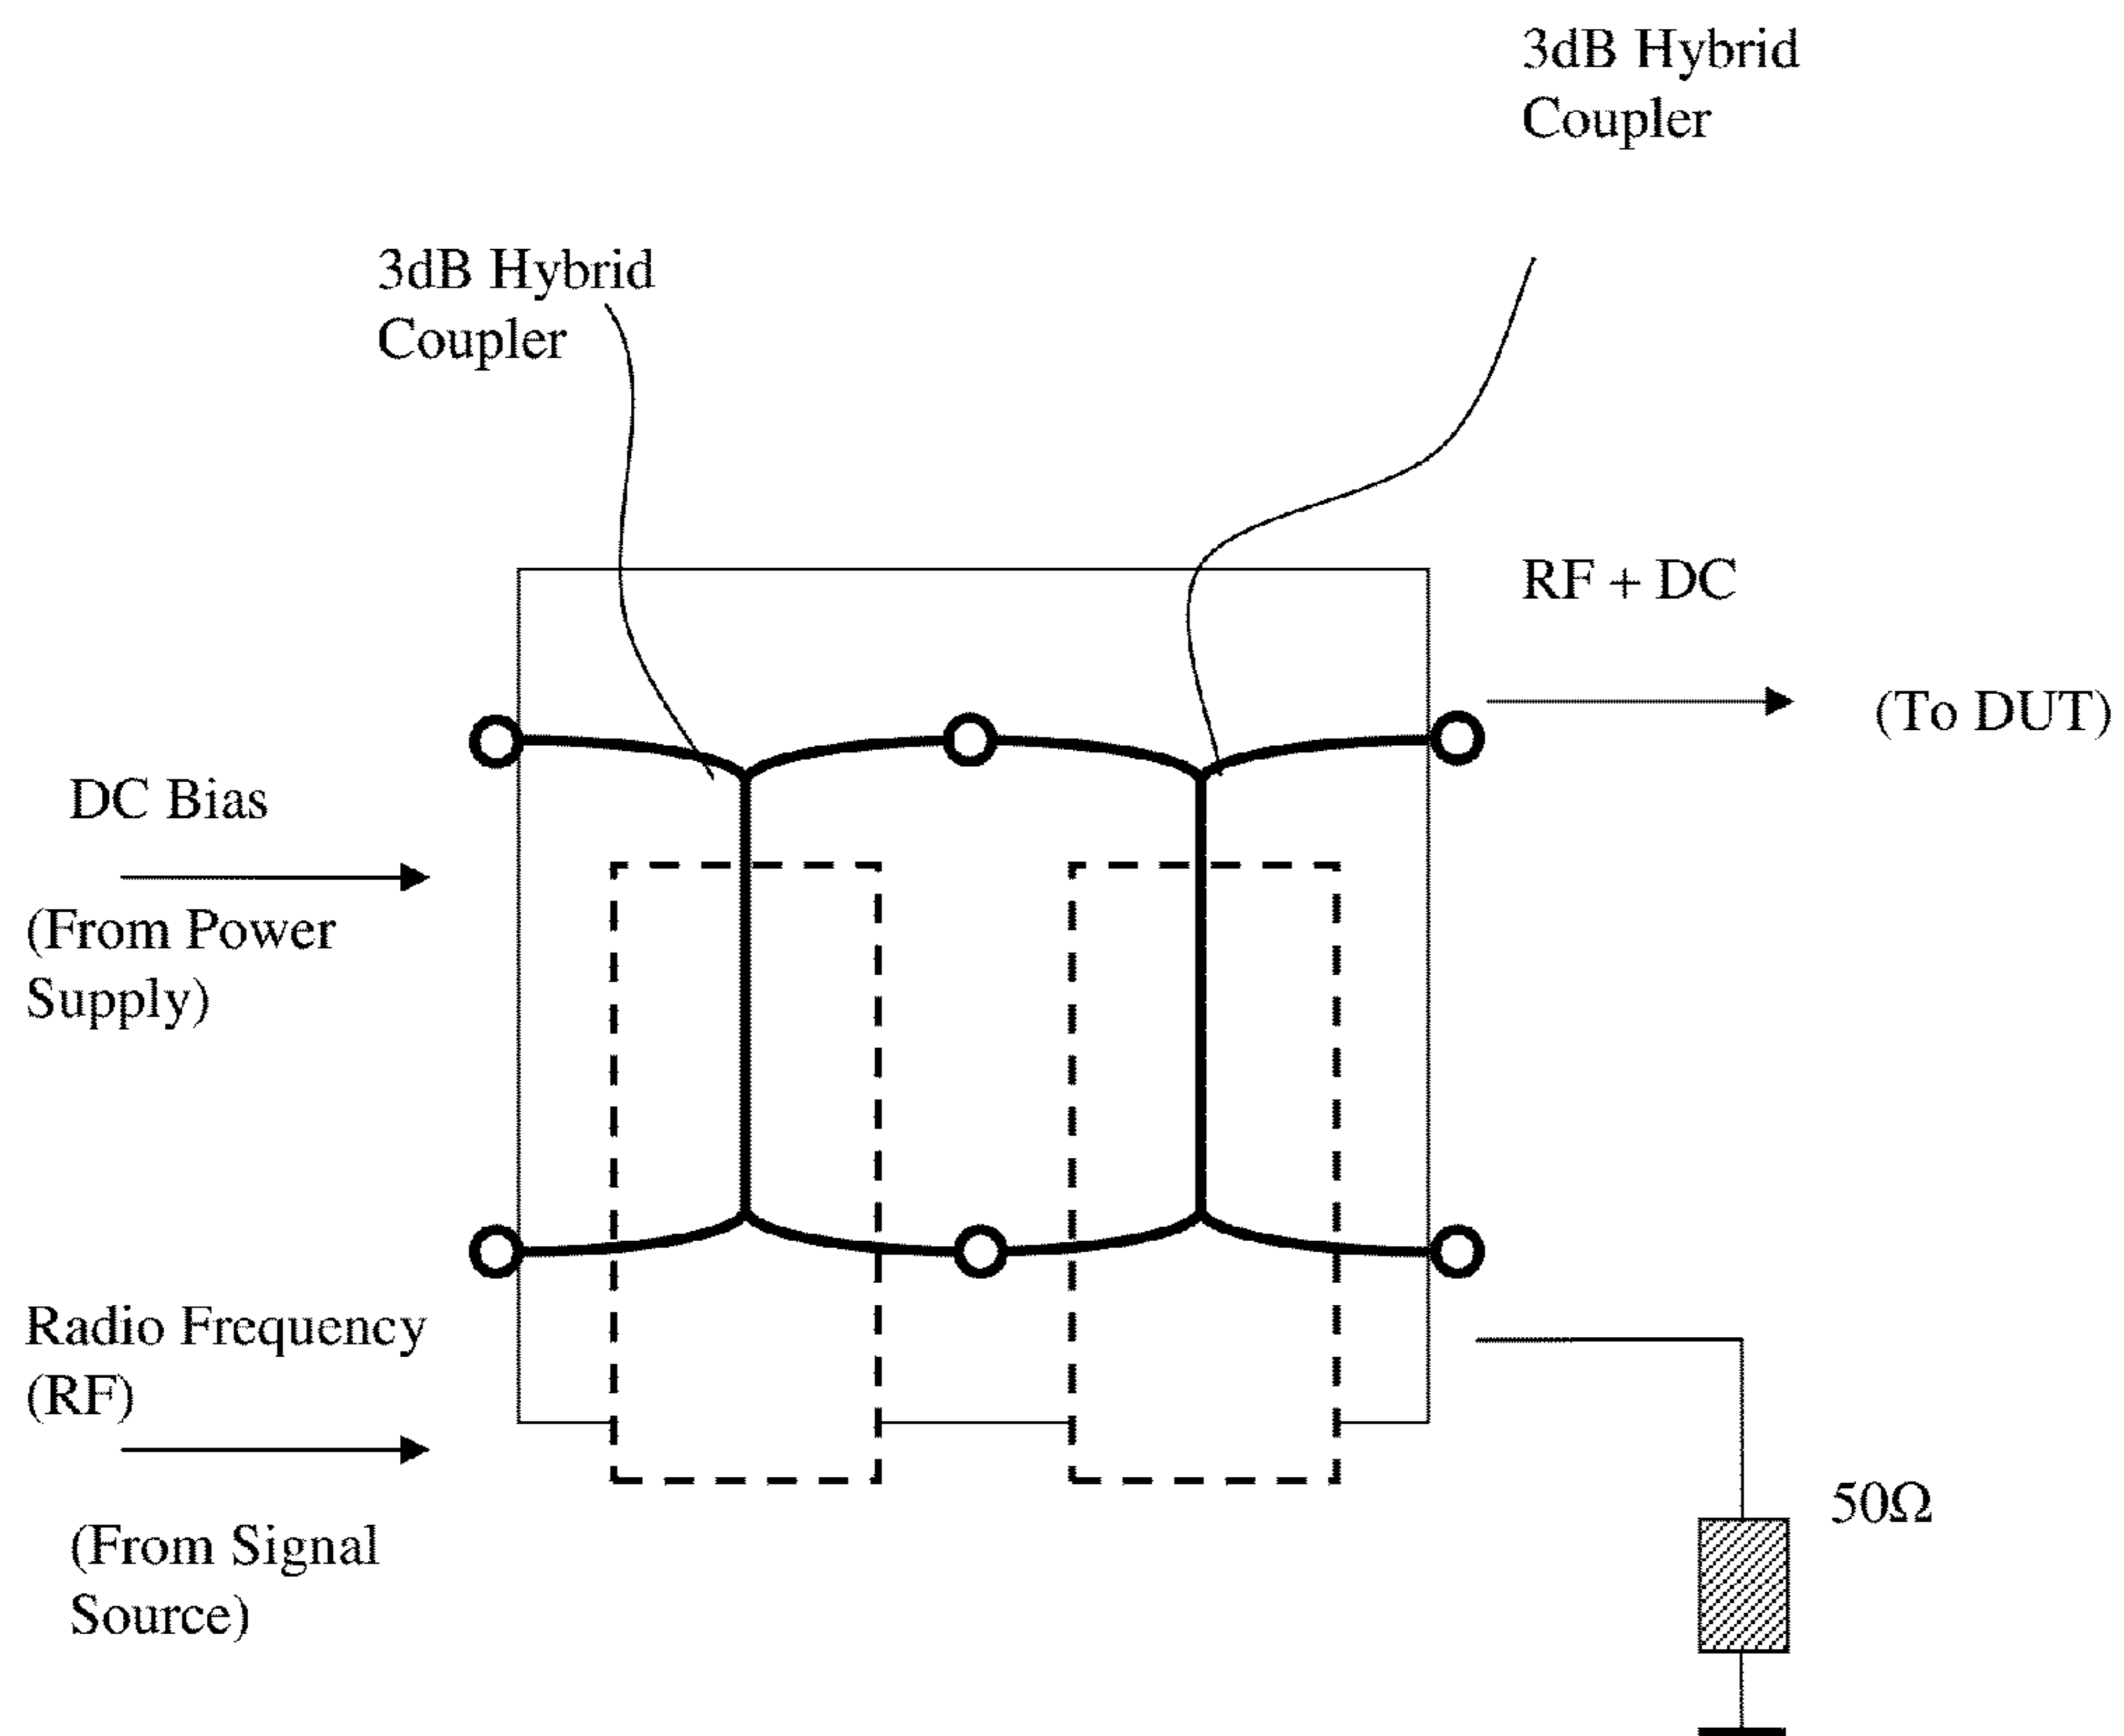 3dB Hybrid
Coupler
3dB Hybrid
Coupler
RF + DC
(To DUT)
DC Bias
(From Power
Supply)
Radio Frequency
(RF)
(From Signal
Source)
50Ω